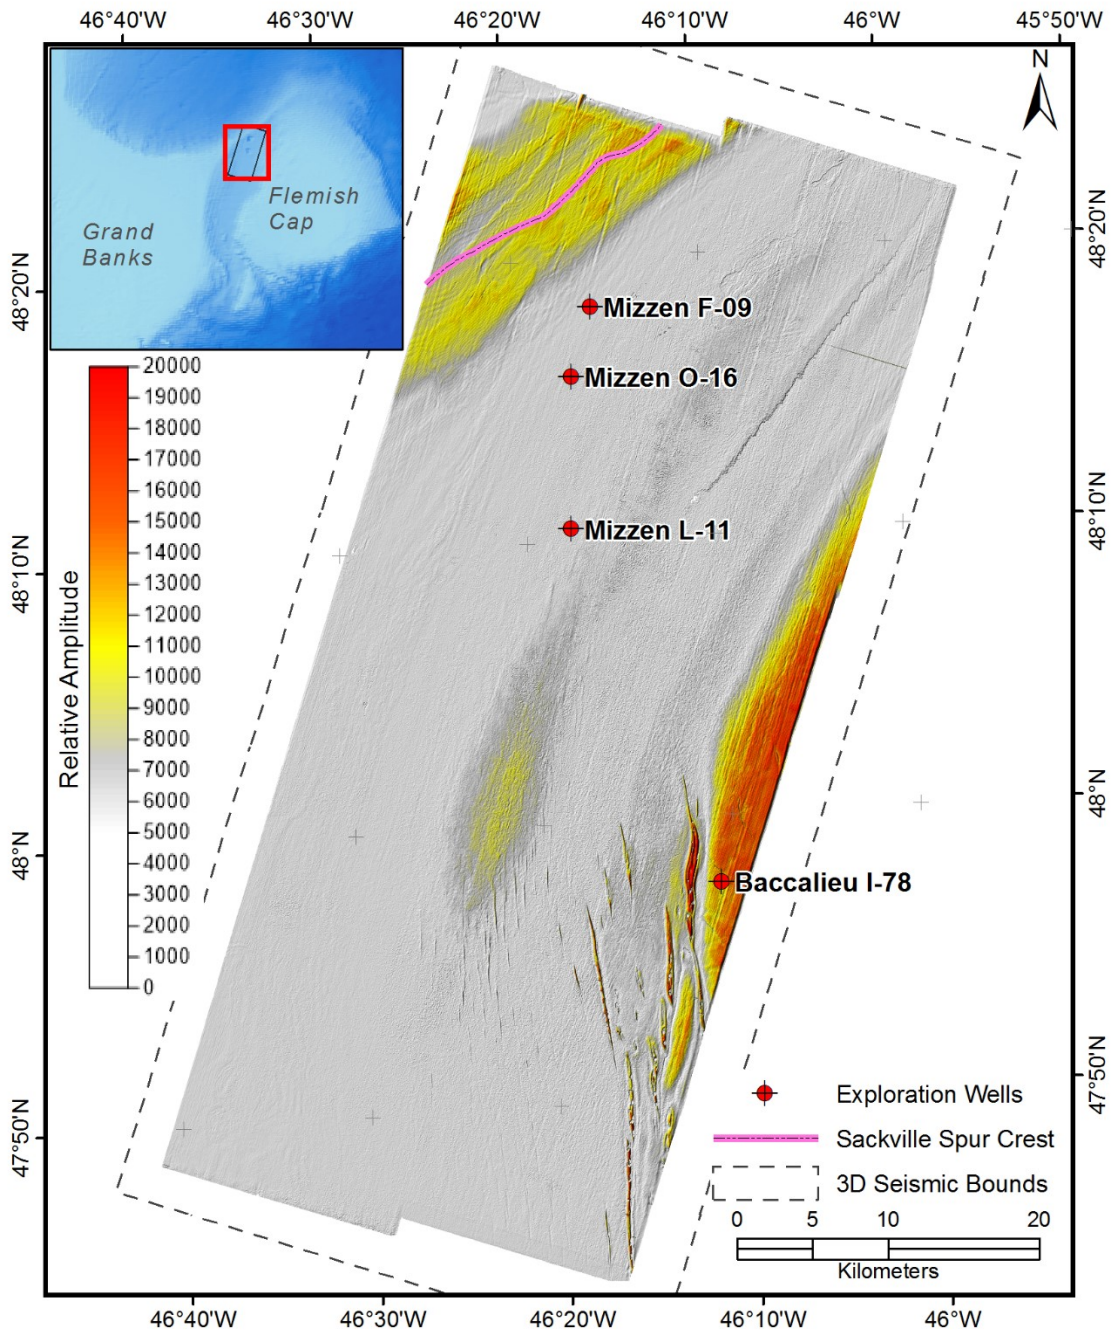 46°40'W 46°30'W 46°20'W 46°10'W 46°W 45°50'W
N
Grand
Banks
Flemish
Cap
48°20'N
48°10'N
48°N
47°50'N
48°20'N
48°10'N
48°N
47°50'N
Mizzen F-09
Mizzen O-16
Mizzen L-11
Baccalieu I-78
Relative Amplitude
20000
19000
18000
17000
16000
15000
14000
13000
12000
11000
10000
9000
8000
7000
6000
5000
4000
3000
2000
1000
0
Exploration Wells
Sackville Spur Crest
3D Seismic Bounds
0 5 10 20
Kilometers
46°40'W 46°30'W 46°20'W 46°10'W 46°W